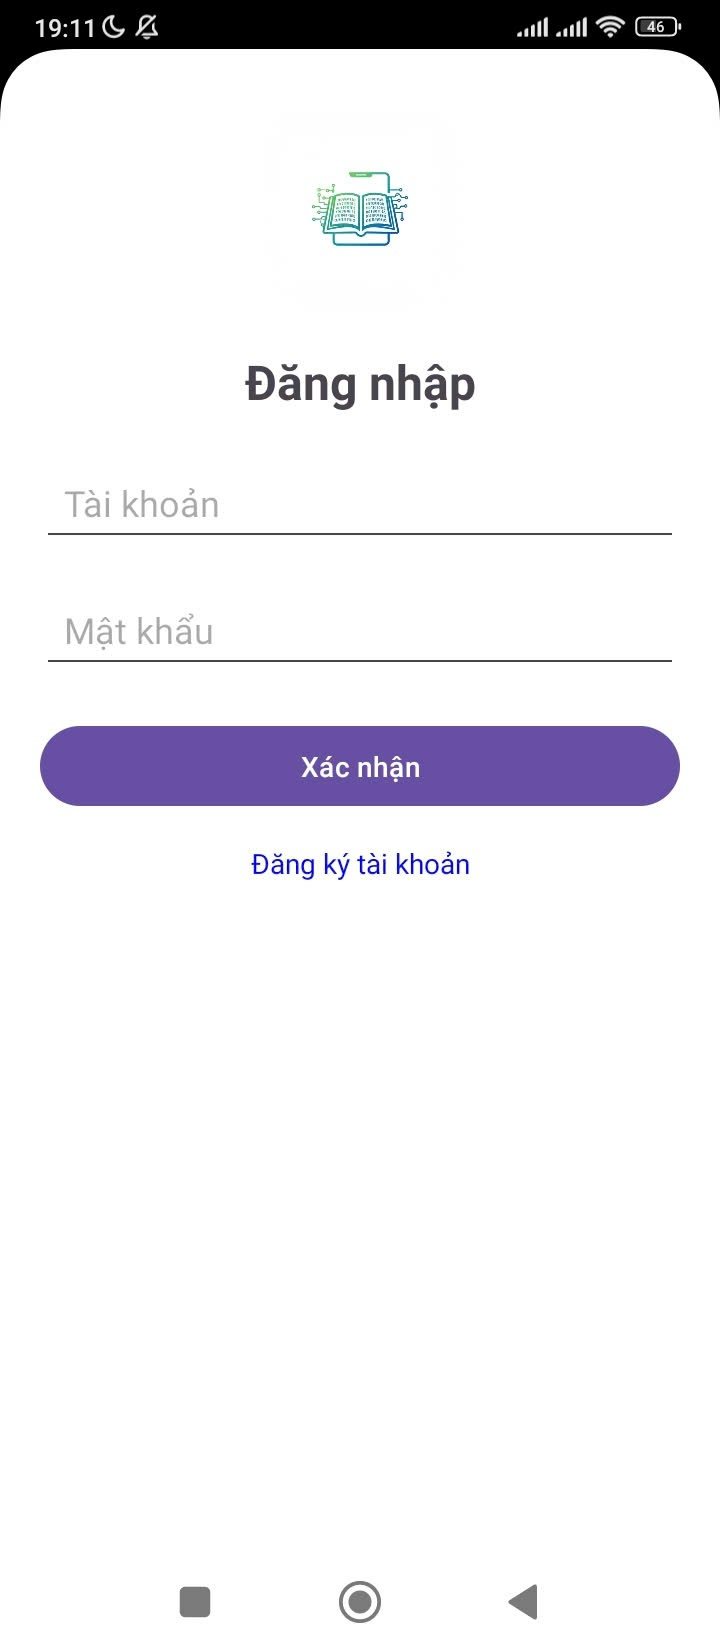 19:11
46
Đăng nhập
Tài khoản
Mật khẩu
Xác nhận
Đăng ký tài khoản